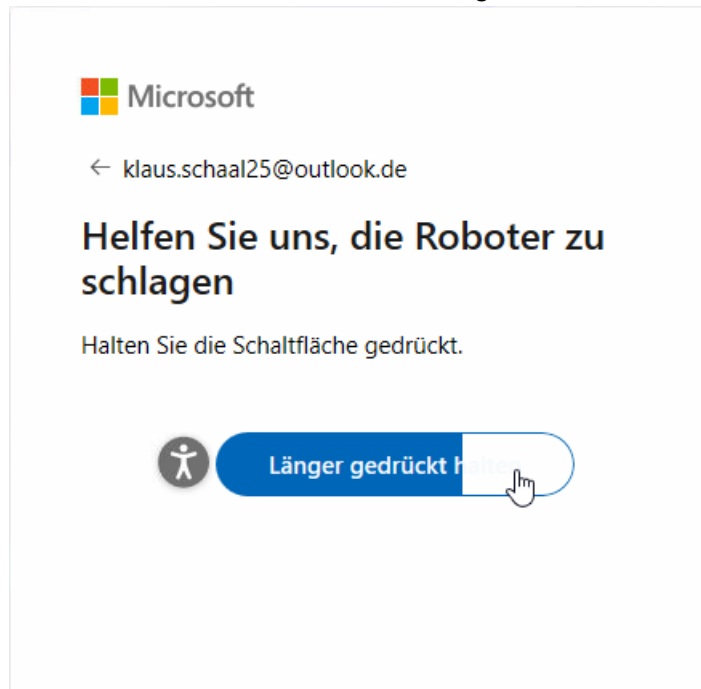 Microsoft
← klaus.schaal25@outlook.de
Helfen Sie uns, die Roboter zu
schlagen
Halten Sie die Schaltfläche gedrückt.
Länger gedrückt halten